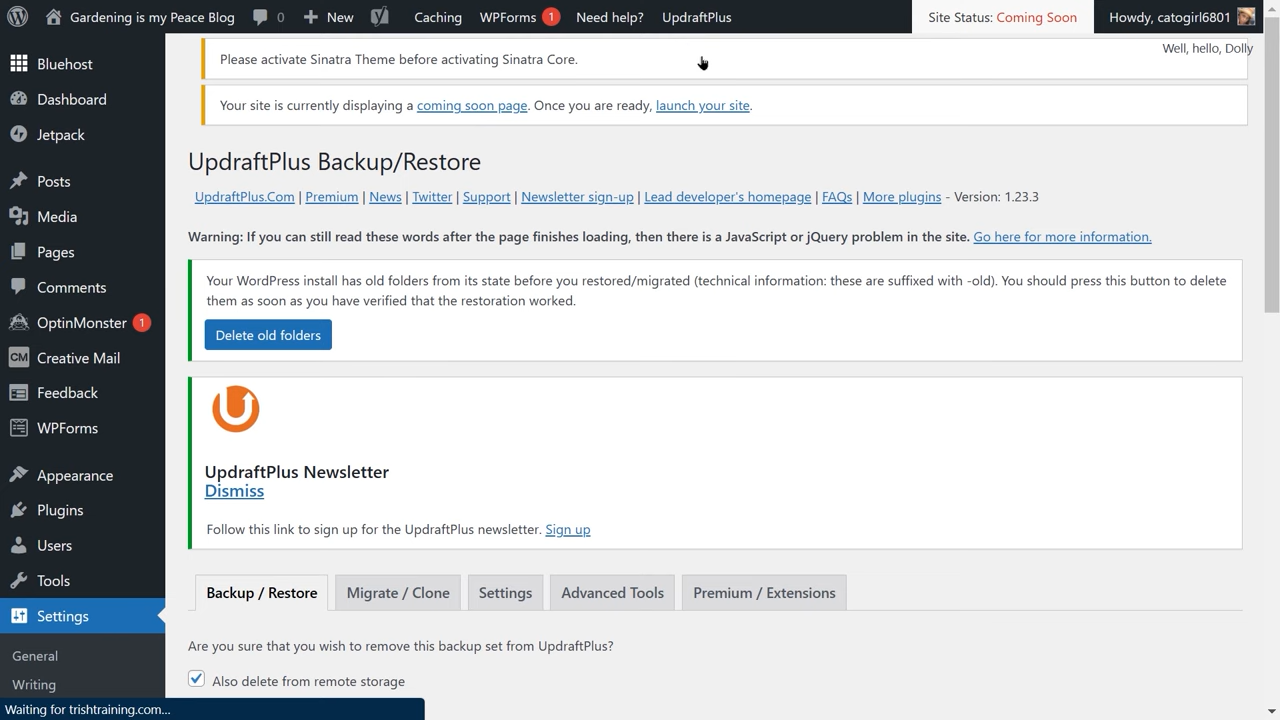 Gardening is my Peace Blog 0 New Caching WPForms 1 Need help? UpdraftPlus Site Status: Coming Soon Howdy, catogirl6801
Well, hello, Dolly
Bluehost
Dashboard
Jetpack
Posts
Media
Pages
Comments
OptinMonster 1
CM Creative Mail
Feedback
WPForms
Appearance
Plugins
Users
Tools
Settings
General
Writing
Please activate Sinatra Theme before activating Sinatra Core.
Your site is currently displaying a coming soon page. Once you are ready, launch your site.
UpdraftPlus Backup/Restore
UpdraftPlus.Com | Premium | News | Twitter | Support | Newsletter sign-up | Lead developer's homepage | FAQs | More plugins - Version: 1.23.3
Warning: If you can still read these words after the page finishes loading, then there is a JavaScript or jQuery problem in the site. Go here for more information.
Your WordPress install has old folders from its state before you restored/migrated (technical information: these are suffixed with -old). You should press this button to delete
them as soon as you have verified that the restoration worked.
Delete old folders
UpdraftPlus Newsletter
Dismiss
Follow this link to sign up for the UpdraftPlus newsletter. Sign up
Backup / Restore Migrate / Clone Settings Advanced Tools Premium / Extensions
Are you sure that you wish to remove this backup set from UpdraftPlus?
Also delete from remote storage
Waiting for trishtraining.com...